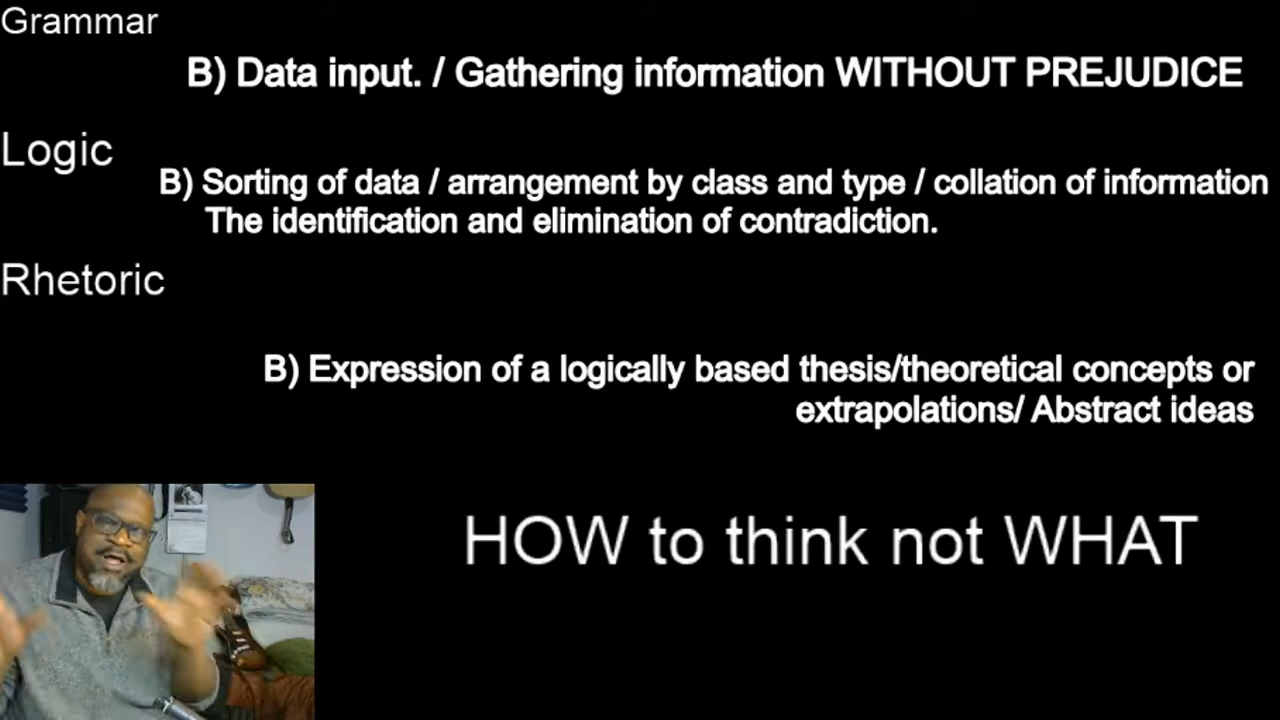 Grammar
B) Data input. / Gathering information WITHOUT PREJUDICE
Logic
B) Sorting of data / arrangement by class and type / collation of information
The identification and elimination of contradiction.
Rhetoric
B) Expression of a logically based thesis/theoretical concepts or
extrapolations/ Abstract ideas
HOW to think not WHAT